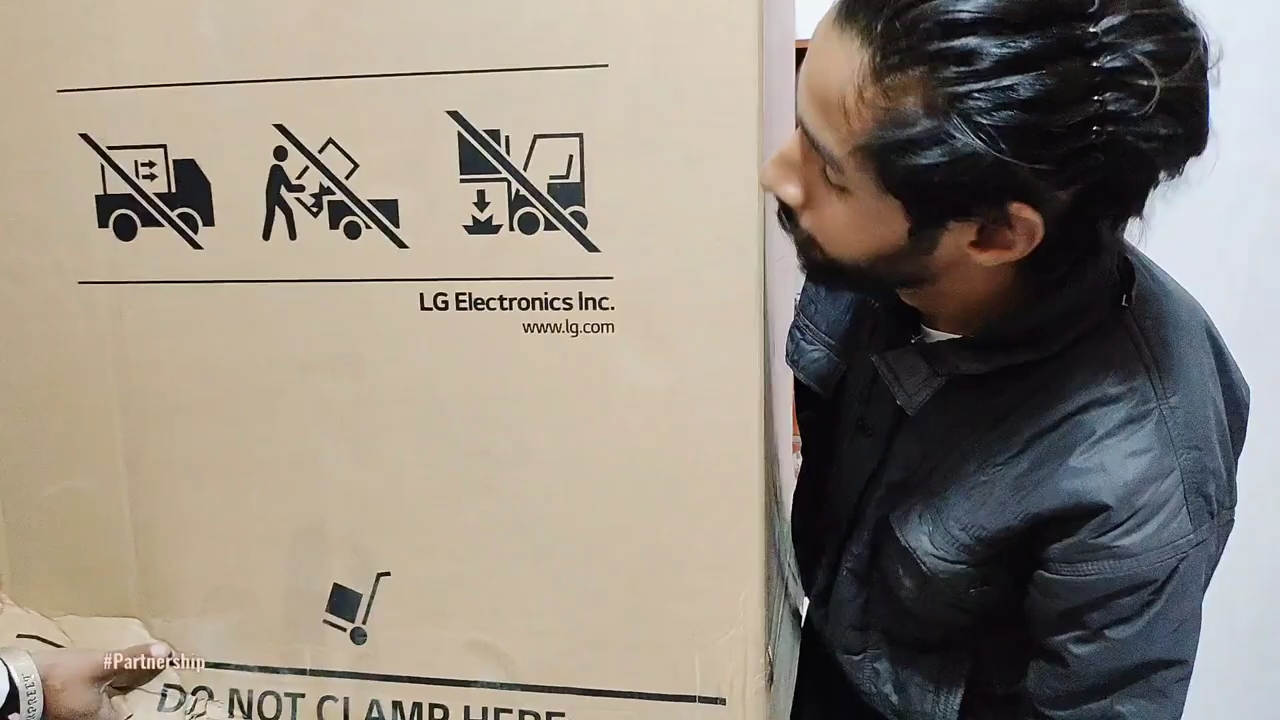 LG Electronics Inc.
www.lg.com
#Partnership
DO NOT CLAMP HERE